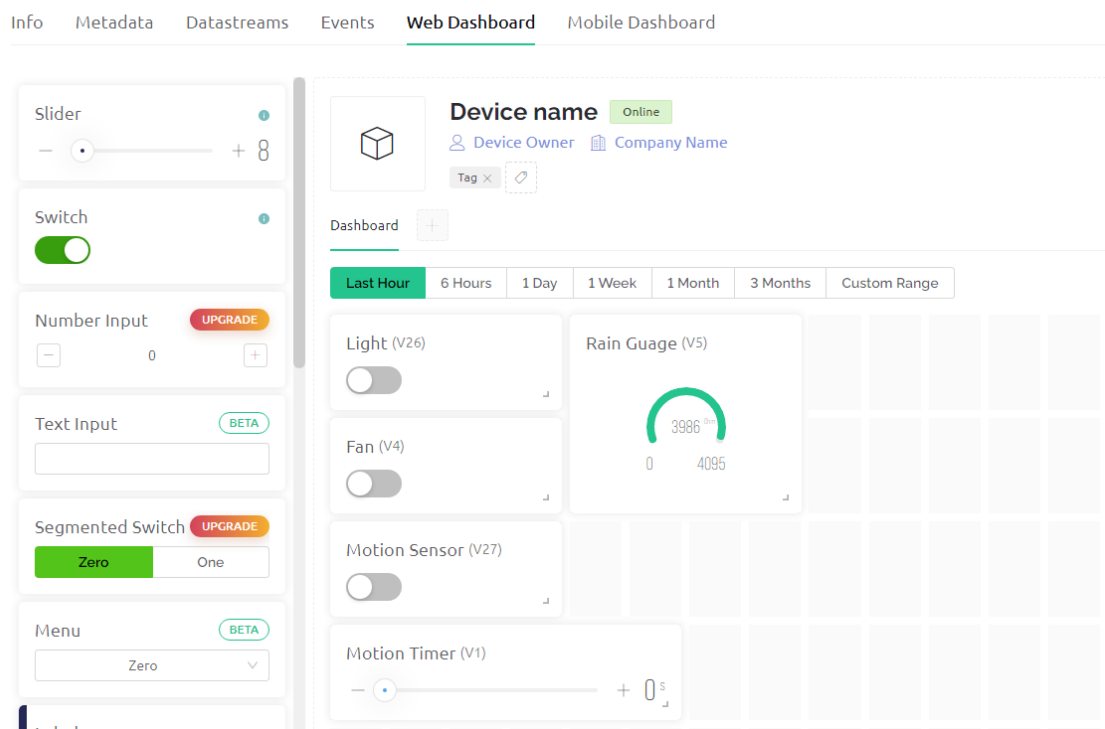 Info Metadata Datastreams Events Web Dashboard Mobile Dashboard
Slider
8
Switch
Number Input UPGRADE
0
Text Input BETA
Segmented Switch UPGRADE
Zero One
Menu BETA
Zero
Device name Online
Device Owner Company Name
Tag
Dashboard
Last Hour 6 Hours 1 Day 1 Week 1 Month 3 Months Custom Range
Light (V26)
Fan (V4)
Motion Sensor (V27)
Motion Timer (V1)
0 s
Rain Guage (V5)
3986 Ohm
0 4095